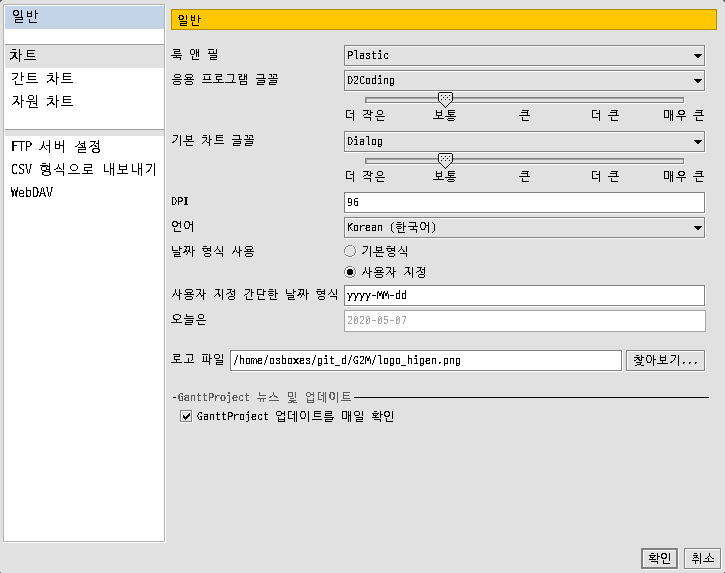 일반
차트
간트 차트
자원 차트
FTP 서버 설정
CSV 형식으로 내보내기
WebDAV
일반
룩 앤 필 Plastic
응용 프로그램 글꼴 D2Coding
더 작은 보통 큰 더 큰 매우 큰
기본 차트 글꼴 Dialog
더 작은 보통 큰 더 큰 매우 큰
DPI 96
언어 Korean (한국어)
날짜 형식 사용 기본형식
사용자 지정
사용자 지정 간단한 날짜 형식 yyyy-MM-dd
오늘은 2020-05-07
로고 파일 /home/osboxes/git_d/G2M/logo_higen.png 찾아보기...
GanttProject 뉴스 및 업데이트
GanttProject 업데이트를 매일 확인
확인 취소